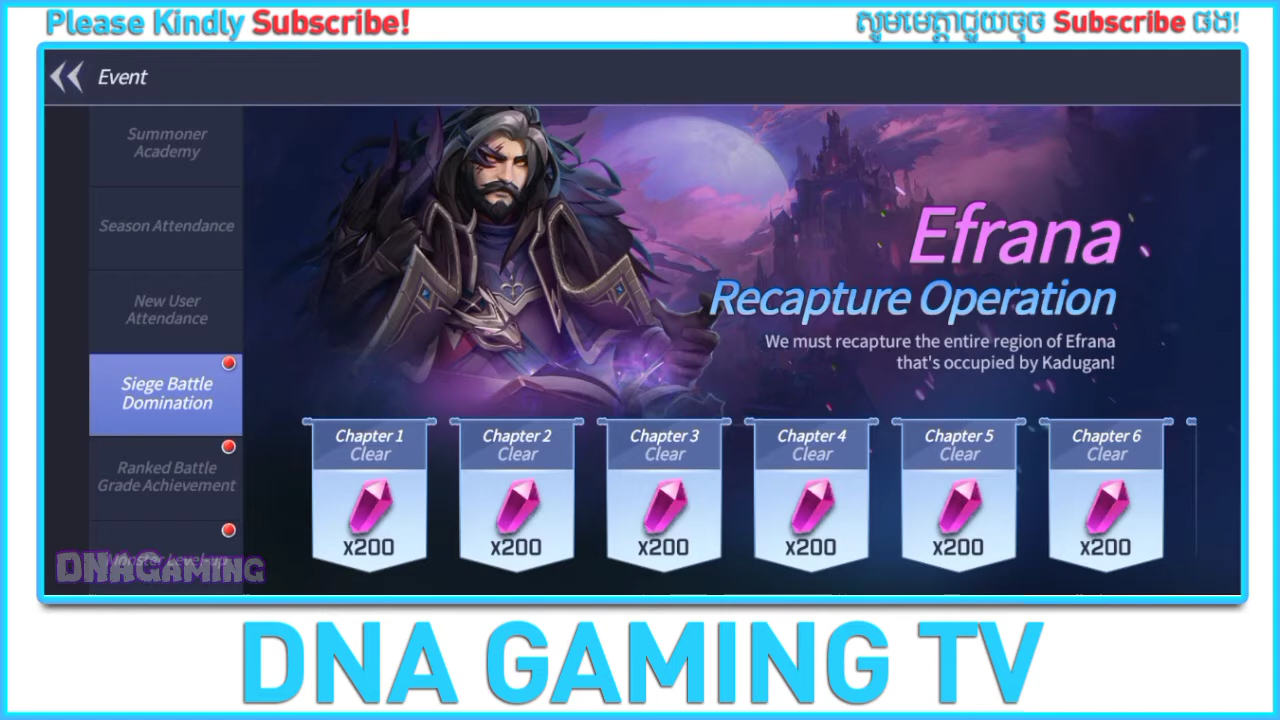 Please Kindly Subscribe!
សូមមេត្តាជួយចុច Subscribe ផង!
Event
Summoner
Academy
Season Attendance
New User
Attendance
Siege Battle
Domination
Ranked Battle
Grade Achievement
Monster Level-up
DNAGAMING
Efrana
Recapture Operation
We must recapture the entire region of Efrana
that's occupied by Kadugan!
Chapter 1
Clear
x200
Chapter 2
Clear
x200
Chapter 3
Clear
x200
Chapter 4
Clear
x200
Chapter 5
Clear
x200
Chapter 6
Clear
x200
DNA GAMING TV